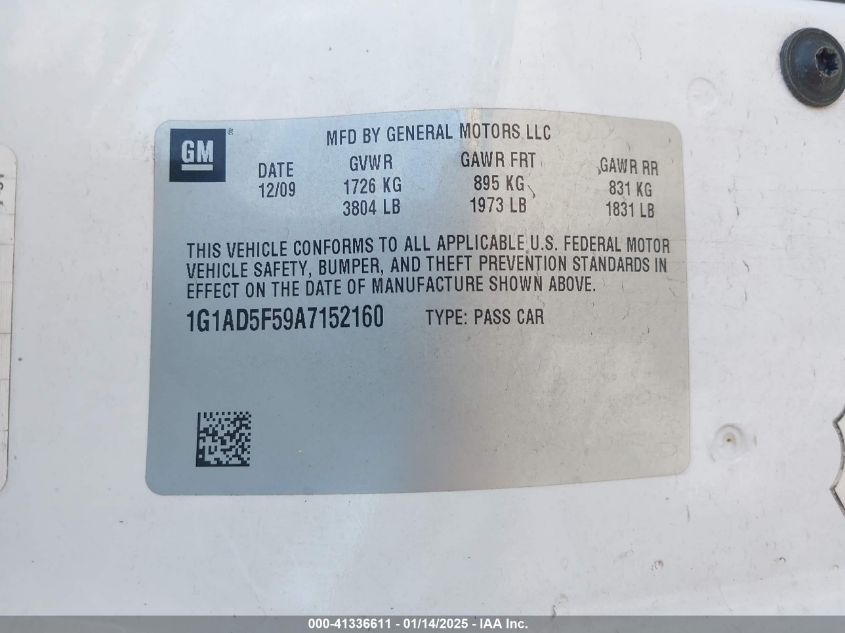 GM
MFD BY GENERAL MOTORS LLC
DATE GVWR GAWR FRT GAWR RR
12/09 1726 KG 895 KG 831 KG
3804 LB 1973 LB 1831 LB
THIS VEHICLE CONFORMS TO ALL APPLICABLE U.S. FEDERAL MOTOR
VEHICLE SAFETY, BUMPER, AND THEFT PREVENTION STANDARDS IN
EFFECT ON THE DATE OF MANUFACTURE SHOWN ABOVE.
1G1AD5F59A7152160 TYPE: PASS CAR
000-41336611 - 01/14/2025 - IAA Inc.